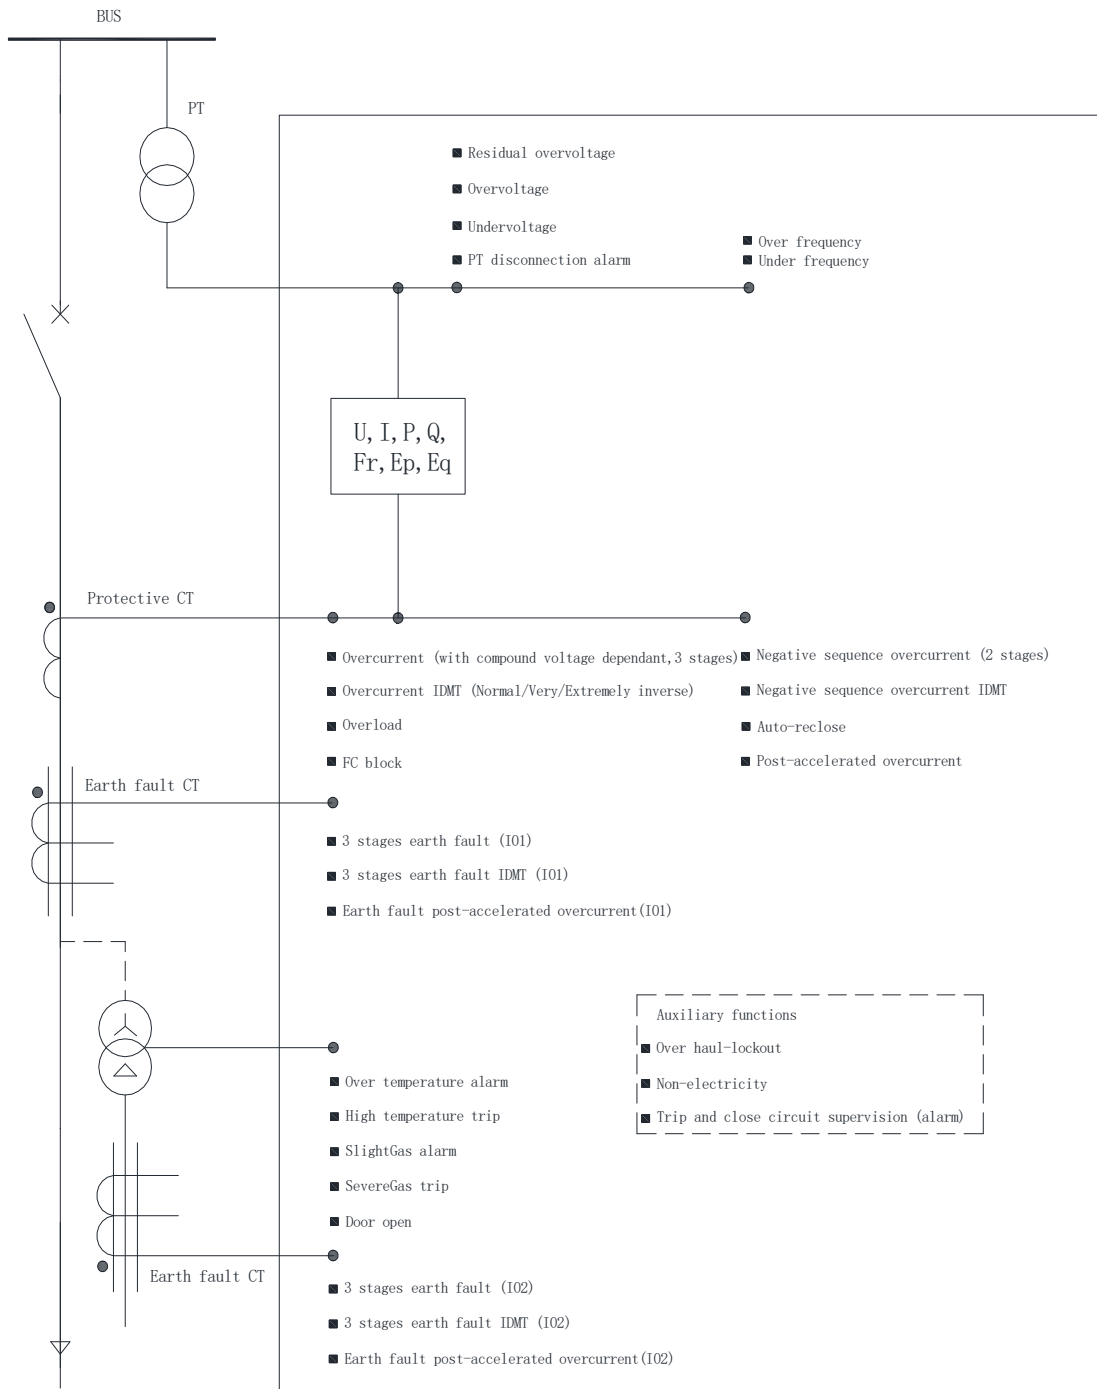 BUS
PT
Residual overvoltage
Overvoltage
Undervoltage
PT disconnection alarm
Over frequency
Under frequency
U, I, P, Q,
Fr, Ep, Eq
Protective CT
Overcurrent (with compound voltage dependant, 3 stages)
Overcurrent IDMT (Normal/Very/Extremely inverse)
Overload
FC block
Negative sequence overcurrent (2 stages)
Negative sequence overcurrent IDMT
Auto-reclose
Post-accelerated overcurrent
Earth fault CT
3 stages earth fault (I01)
3 stages earth fault IDMT (I01)
Earth fault post-accelerated overcurrent(I01)
Auxiliary functions
Over haul-lockout
Non-electricity
Trip and close circuit supervision (alarm)
Over temperature alarm
High temperature trip
SlightGas alarm
SevereGas trip
Door open
Earth fault CT
3 stages earth fault (I02)
3 stages earth fault IDMT (I02)
Earth fault post-accelerated overcurrent(I02)